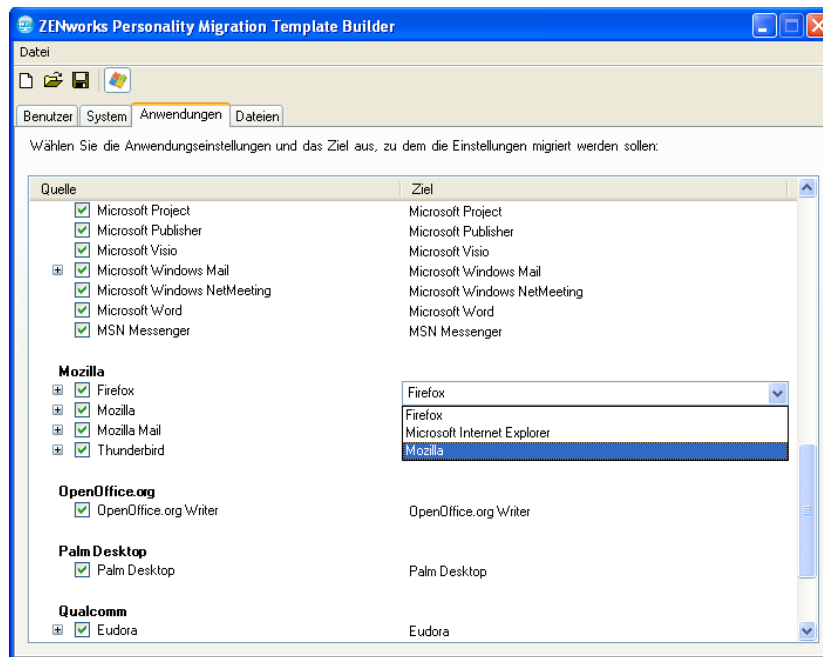 ZENworks Personality Migration Template Builder
Datei
Benutzer System Anwendungen Dateien
Wählen Sie die Anwendungseinstellungen und das Ziel aus, zu dem die Einstellungen migriert werden sollen:
Quelle Ziel
Microsoft Project Microsoft Project
Microsoft Publisher Microsoft Publisher
Microsoft Visio Microsoft Visio
Microsoft Windows Mail Microsoft Windows Mail
Microsoft Windows NetMeeting Microsoft Windows NetMeeting
Microsoft Word Microsoft Word
MSN Messenger MSN Messenger
Mozilla
Firefox Firefox
Mozilla Firefox
Mozilla Mail Microsoft Internet Explorer
Thunderbird Mozilla
OpenOffice.org
OpenOffice.org Writer OpenOffice.org Writer
Palm Desktop
Palm Desktop Palm Desktop
Qualcomm
Eudora Eudora